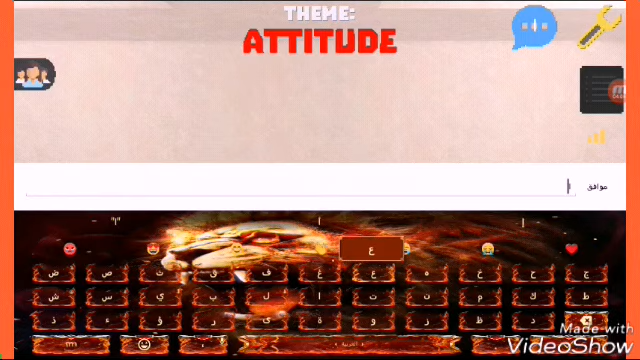 THEME:
ATTITUDE
موافق
ع
ض ص ث ق ف غ ع ه خ ح ج
ش س ي ب ل ا ت ن م ك ط
ذ ء ؤ ر ى ة و ز ظ د
Made with
VideoShow